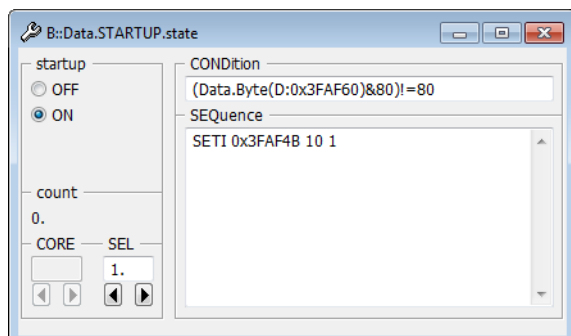 B::Data.STARTUP.state
startup
OFF
ON
count
0.
CORE
SEL
1.
CONDition
(Data.Byte(D:0x3FAF60)&80)!=80
SEQuence
SETI 0x3FAF4B 10 1